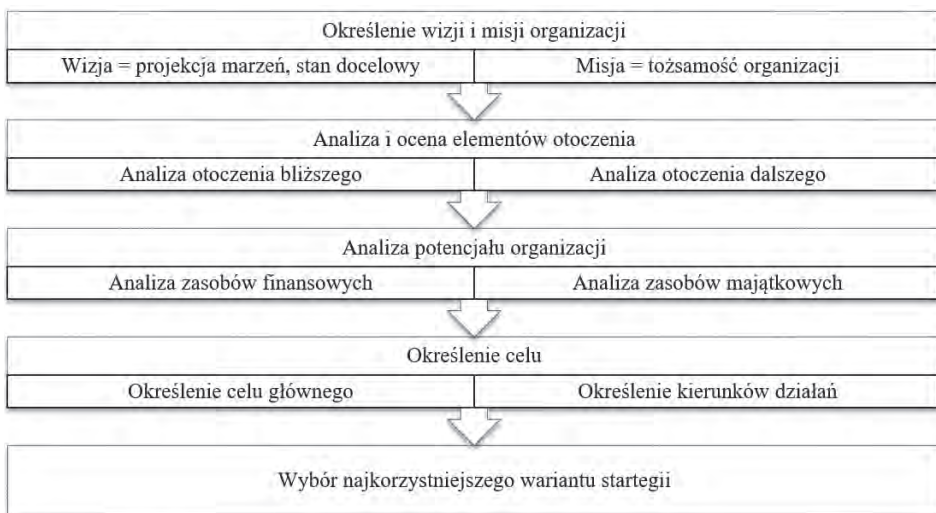 Określenie wizji i misji organizacji
Wizja = projekcja marzeń, stan docelowy
Misja = tożsamość organizacji
Analiza i ocena elementów otoczenia
Analiza otoczenia bliższego
Analiza otoczenia dalszego
Analiza potencjału organizacji
Analiza zasobów finansowych
Analiza zasobów majątkowych
Określenie celu
Określenie celu głównego
Określenie kierunków działań
Wybór najkorzystniejszego wariantu startegii